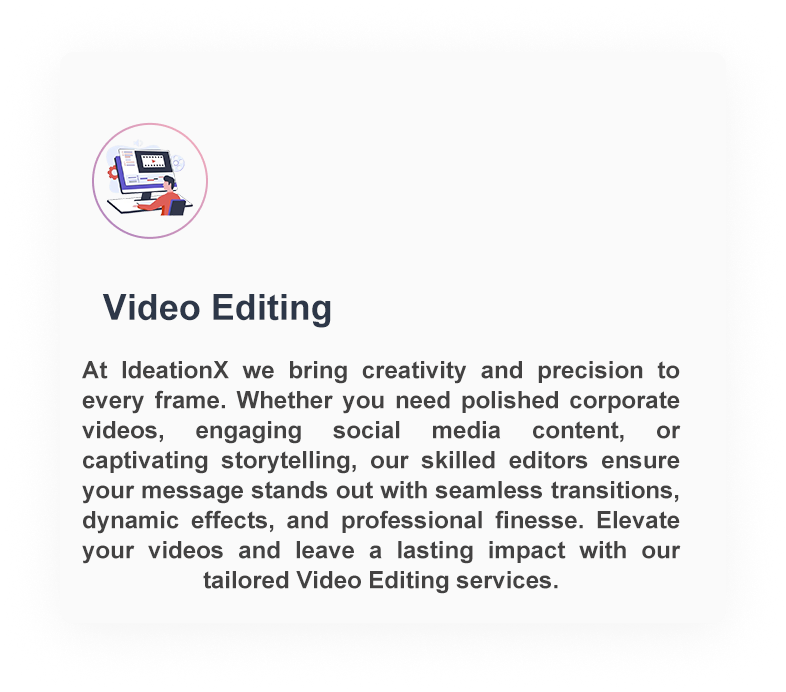 Video Editing
At IdeationX we bring creativity and precision to
every frame. Whether you need polished corporate
videos, engaging social media content, or
captivating storytelling, our skilled editors ensure
your message stands out with seamless transitions,
dynamic effects, and professional finesse. Elevate
your videos and leave a lasting impact with our
tailored Video Editing services.